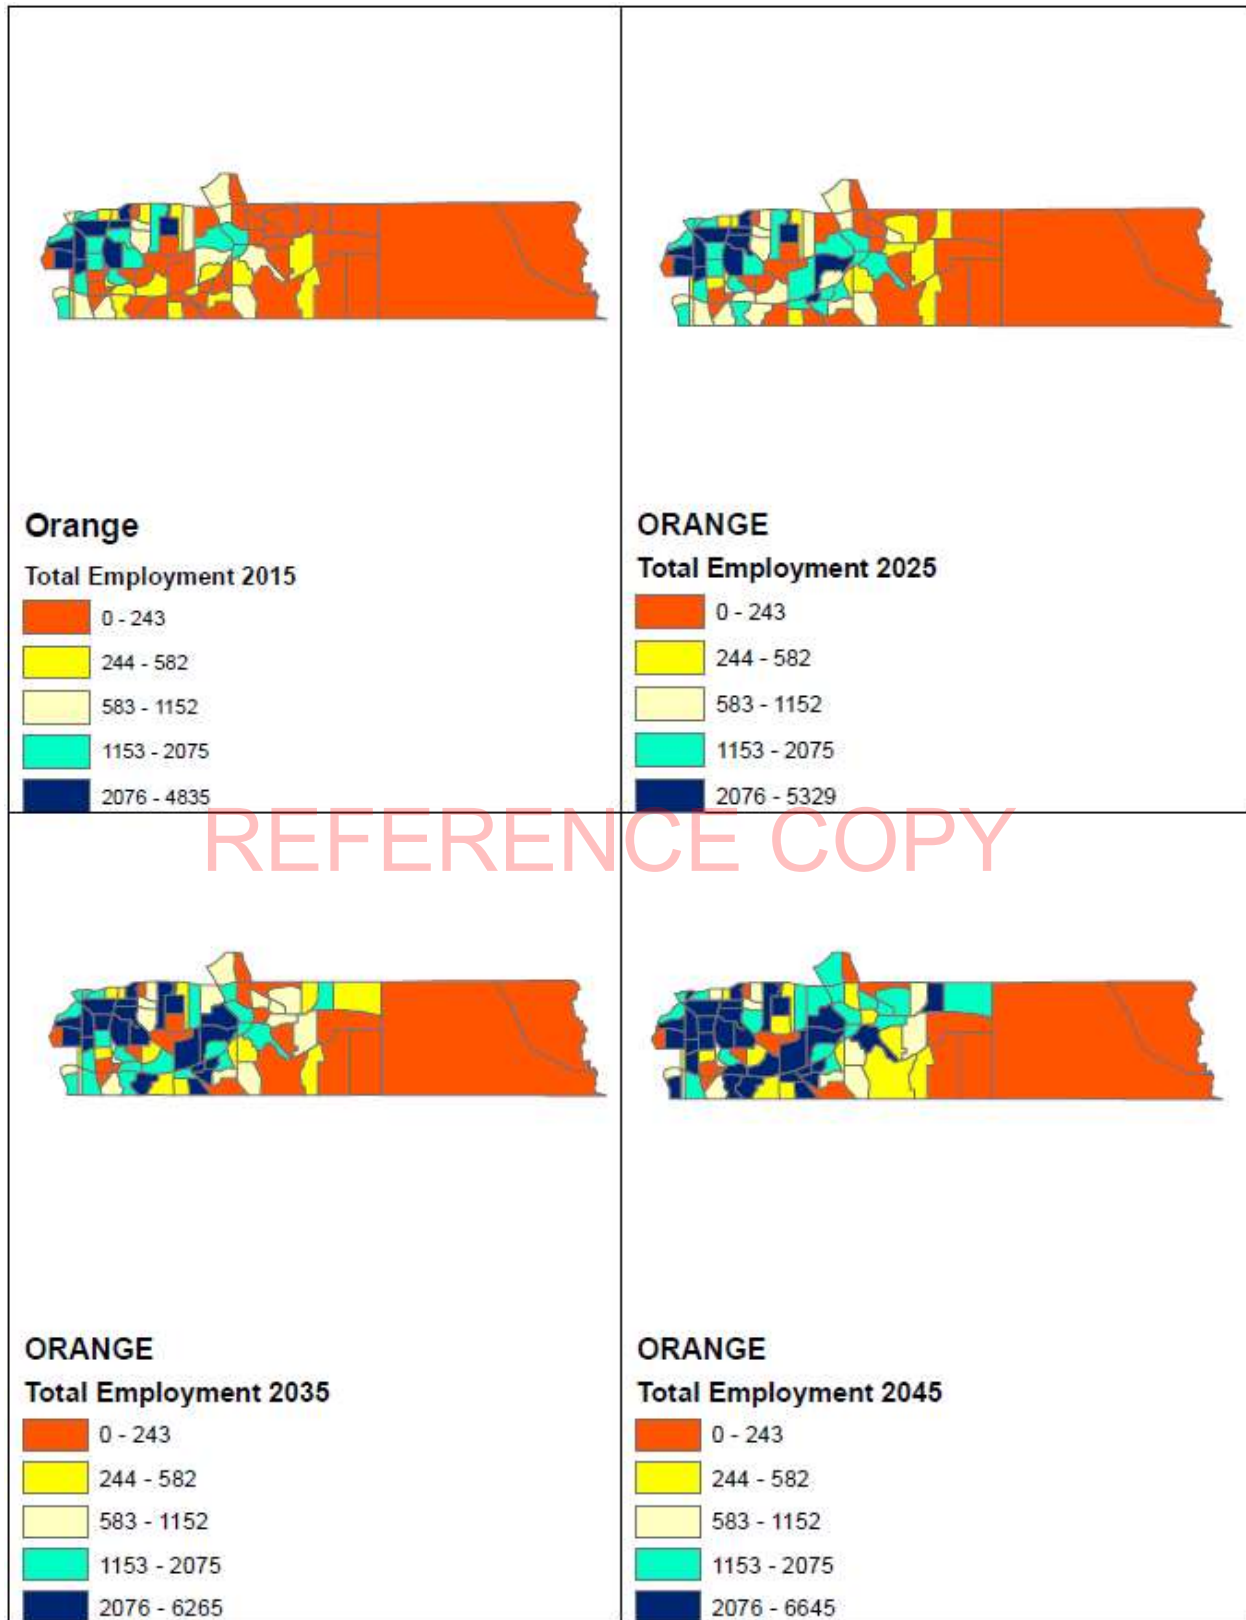 Orange
Total Employment 2015
0 - 243
244 - 582
583 - 1152
1153 - 2075
2076 - 4835
ORANGE
Total Employment 2025
0 - 243
244 - 582
583 - 1152
1153 - 2075
2076 - 5329
REFERENCE COPY
ORANGE
Total Employment 2035
0 - 243
244 - 582
583 - 1152
1153 - 2075
2076 - 6265
ORANGE
Total Employment 2045
0 - 243
244 - 582
583 - 1152
1153 - 2075
2076 - 6645